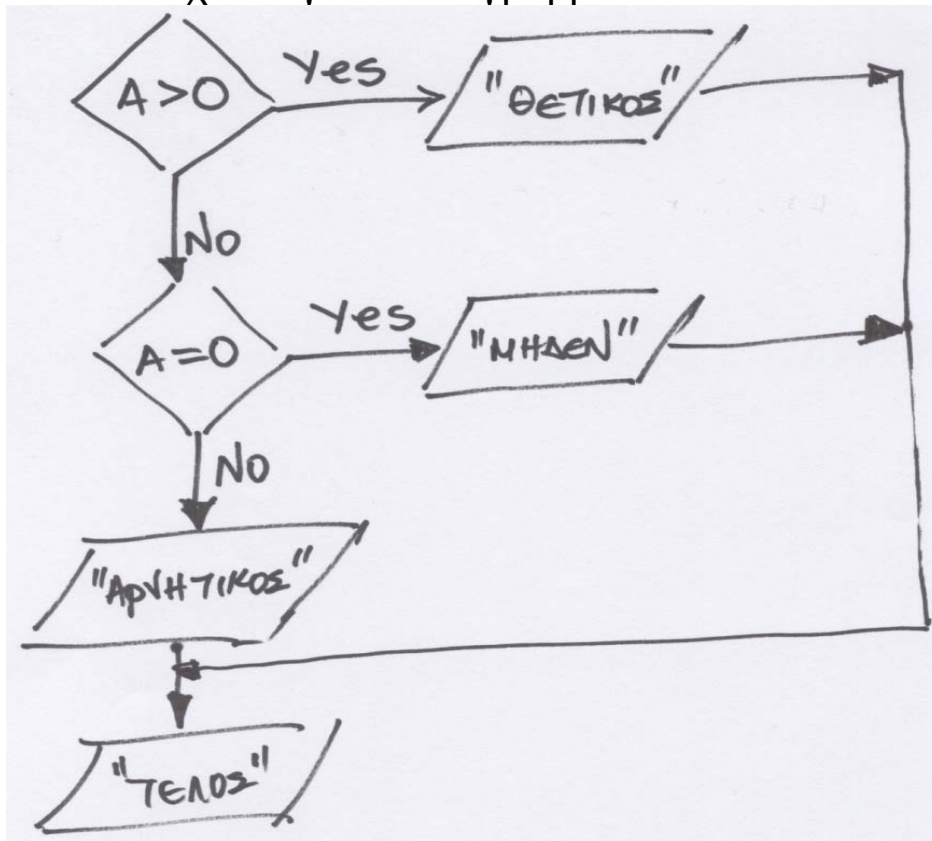 A>0
Yes
"ΘΕΤΙΚΟΣ"
NO
A=0
Yes
"ΜΗΔΕΝ"
NO
"ΑρΝΗΤΙΚΟΣ"
"ΤΕΛΟΣ"